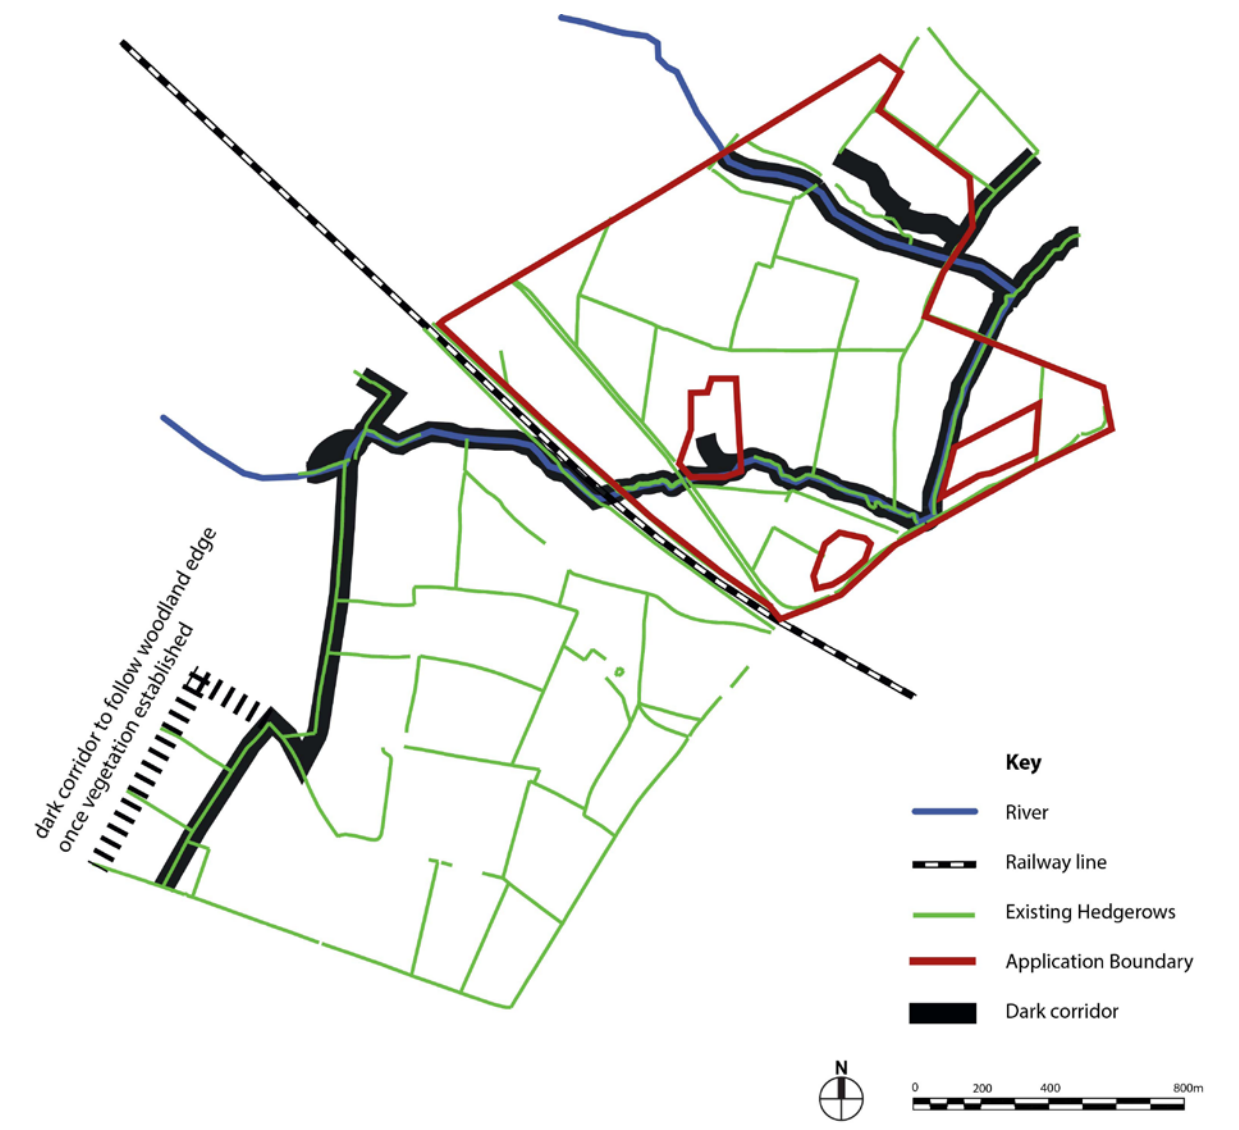 dark corridor to follow woodland edge
once vegetation established
Key
River
Railway line
Existing Hedgerows
Application Boundary
Dark corridor
N
0 200 400 800m